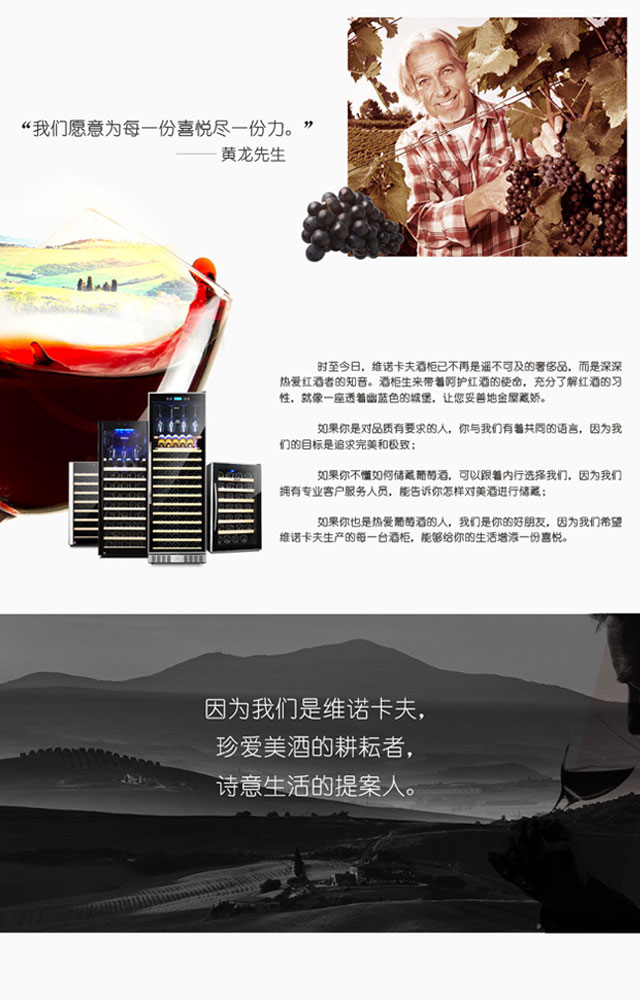 “我们愿意为每一份喜悦尽一份力。”
—— 黄龙先生
时至今日，维诺卡夫酒柜已不再是遥不可及的奢侈品，而是深深
热爱红酒者的知音。酒柜生来带着呵护红酒的使命，充分了解红酒的习
性，就像一座透着幽蓝色的城堡，让您妥善地金屋藏娇。
如果你是对品质有要求的人，你与我们有着共同的语言，因为我
们的目标是追求完美和极致；
如果你不懂如何储藏葡萄酒，可以跟着内行选择我们，因为我们
拥有专业客户服务人员，能告诉你怎样对美酒进行储藏；
如果你也是热爱葡萄酒的人，我们是你的好朋友，因为我们希望
维诺卡夫生产的每一台酒柜，能够给你的生活增添一份喜悦。
因为我们是维诺卡夫，
珍爱美酒的耕耘者，
诗意生活的提案人。